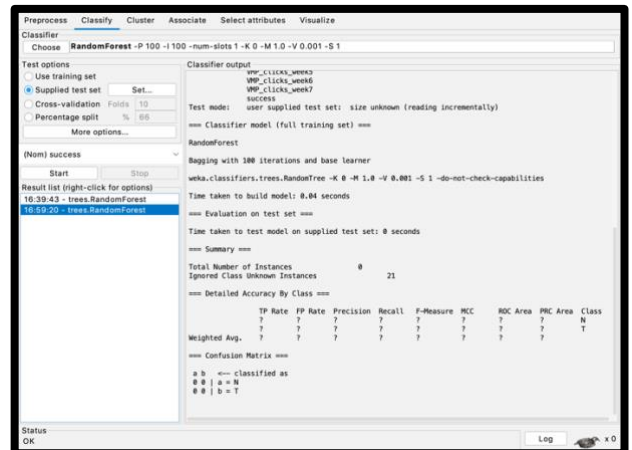 Preprocess Classify Cluster Associate Select attributes Visualize
Classifier
Choose RandomForest -P 100 -I 100 -num-slots 1 -K 0 -M 1.0 -V 0.001 -S 1
Test options
Use training set
Supplied test set Set...
Cross-validation Folds 10
Percentage split % 66
More options...
(Nom) success
Start Stop
Result list (right-click for options)
16:39:43 - trees.RandomForest
16:59:20 - trees.RandomForest
Classifier output
VMP_clicks_week5
VMP_clicks_week6
VMP_clicks_week7
success
Test mode: user supplied test set: size unknown (reading incrementally)
=== Classifier model (full training set) ===
RandomForest
Bagging with 100 iterations and base learner
weka.classifiers.trees.RandomTree -K 0 -M 1.0 -V 0.001 -S 1 -do-not-check-capabilities
Time taken to build model: 0.04 seconds
=== Evaluation on test set ===
Time taken to test model on supplied test set: 0 seconds
=== Summary ===
Total Number of Instances 0
Ignored Class Unknown Instances 21
=== Detailed Accuracy By Class ===
TP Rate FP Rate Precision Recall F-Measure MCC ROC Area PRC Area Class
? ? ? ? ? ? ? ? N
? ? ? ? ? ? ? ? T
Weighted Avg. ? ? ? ? ? ? ? ?
=== Confusion Matrix ===
a b <-- classified as
0 0 | a = N
0 0 | b = T
Status
OK
Log x 0